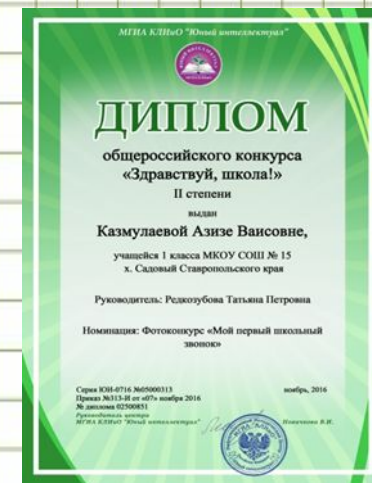 МГИА КЛИиО "Юный интеллектуал"
ДИПЛОМ
общероссийского конкурса
«Здравствуй, школа!»
II степени
выдан
Казмулаевой Азизе Ваисовне,
учащейся 1 класса МКОУ СОШ № 15
х. Садовый Ставропольского края
Руководитель: Редкозубова Татьяна Петровна
Номинация: Фотоконкурс «Мой первый школьный
звонок»
Серия ЮИ-0716 №05000313
ноябрь, 2016
Приказ №313-И от «07» ноября 2016
№ диплома 02500851
Руководитель центра
МГИА КЛИиО "Юный интеллектуал"